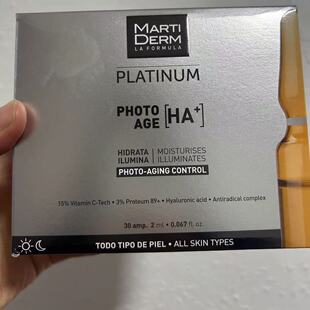 MARTI
DERM
LA FORMULA
PLATINUM
PHOTO
AGE [HA+]
HIDRATA | MOISTURISES
ILUMINA | ILLUMINATES
PHOTO-AGING CONTROL
15% Vitamin C-Tech • 3% Proteum 89+ • Hyaluronic acid • Antiradical complex
30 amp. 2 ml • 0.067 fl. oz.
TODO TIPO DE PIEL • ALL SKIN TYPES